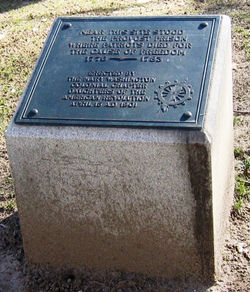 NEAR THIS SITE STOOD
THE PROVOST PRISON
WHERE PATRIOTS DIED FOR
THE CAUSE OF FREEDOM
1776 — 1783
ERECTED BY
THE MARY WASHINGTON
COLONIAL CHAPTER
DAUGHTERS OF THE
AMERICAN REVOLUTION
APRIL